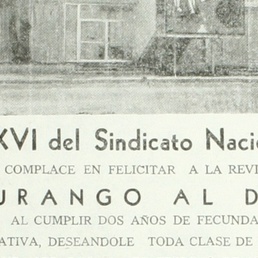 XVI del Sindicato Naci
COMPLACE EN FELICITAR A LA REVI
URANGO AL D
AL CUMPLIR DOS AÑOS DE FECUNDA
ATIVA, DESEANDOLE TODA CLASE DE